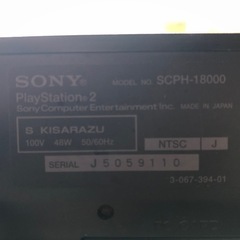 SONY MODEL NO. SCPH-18000
PlayStation 2
Sony Computer Entertainment Inc. MADE IN JAPAN
S KISARAZU
100V 48W 50/60Hz
NTSC J
SERIAL J5059110
3-067-394-01